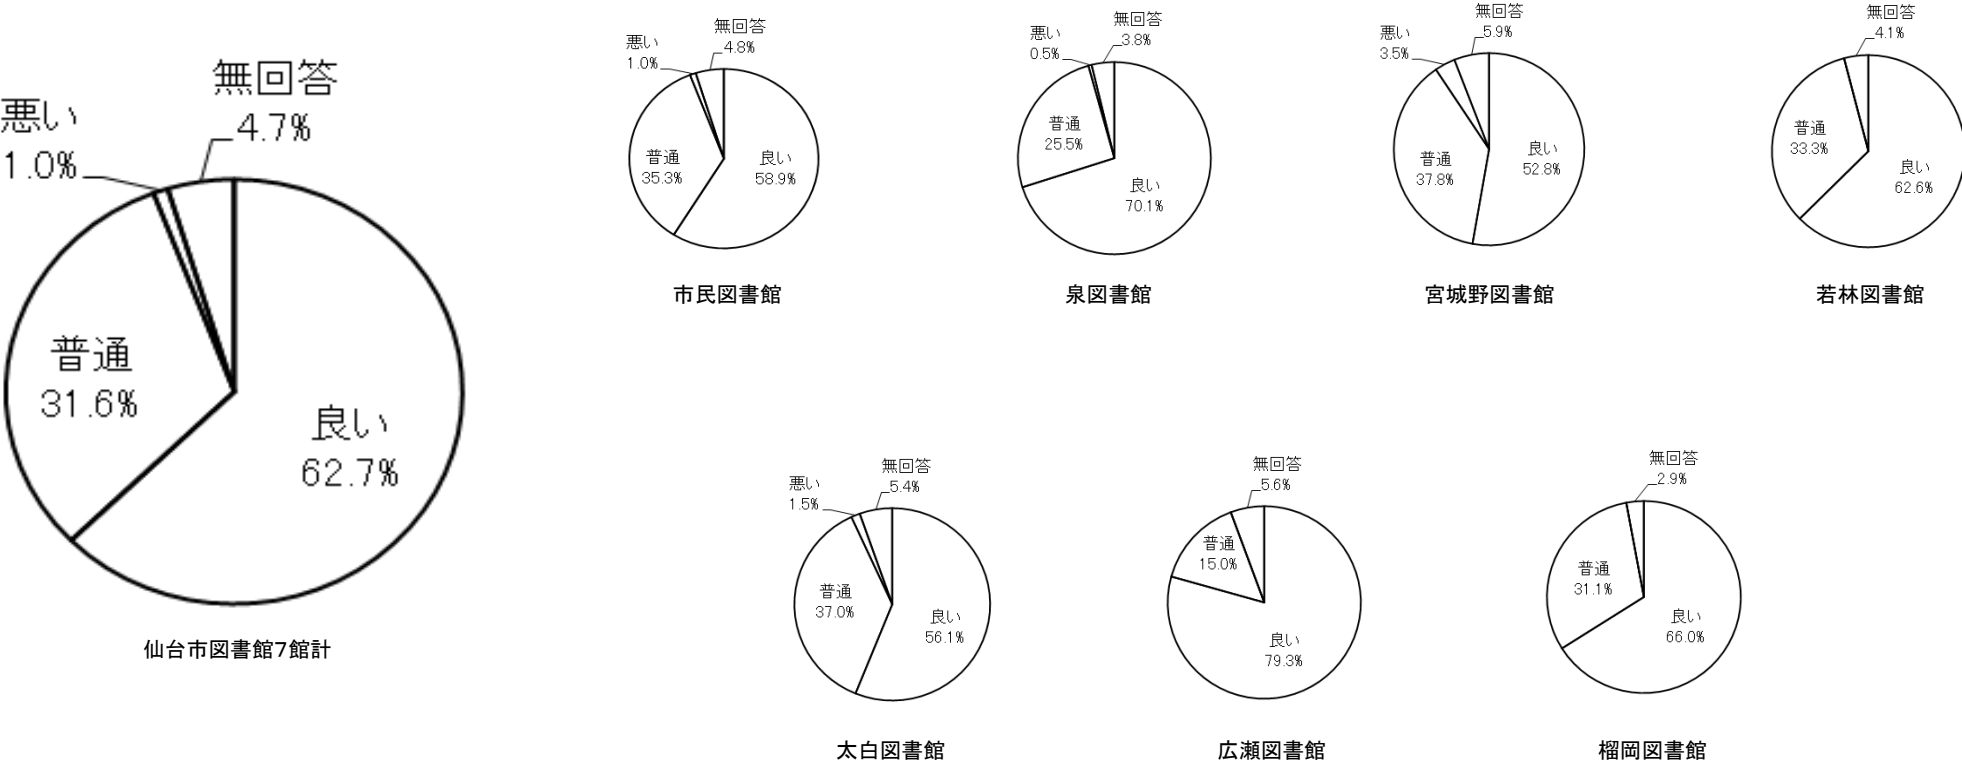 無回答
4.7%
悪い
1.0%
普通
31.6%
良い
62.7%
仙台市図書館7館計
無回答
4.8%
悪い
1.0%
普通
35.3%
良い
58.9%
市民図書館
無回答
3.8%
悪い
0.5%
普通
25.5%
良い
70.1%
泉図書館
無回答
5.9%
悪い
3.5%
普通
37.8%
良い
52.8%
宮城野図書館
無回答
4.1%
普通
33.3%
良い
62.6%
若林図書館
無回答
5.4%
悪い
1.5%
普通
37.0%
良い
56.1%
太白図書館
無回答
5.6%
普通
15.0%
良い
79.3%
広瀬図書館
無回答
2.9%
普通
31.1%
良い
66.0%
榴岡図書館